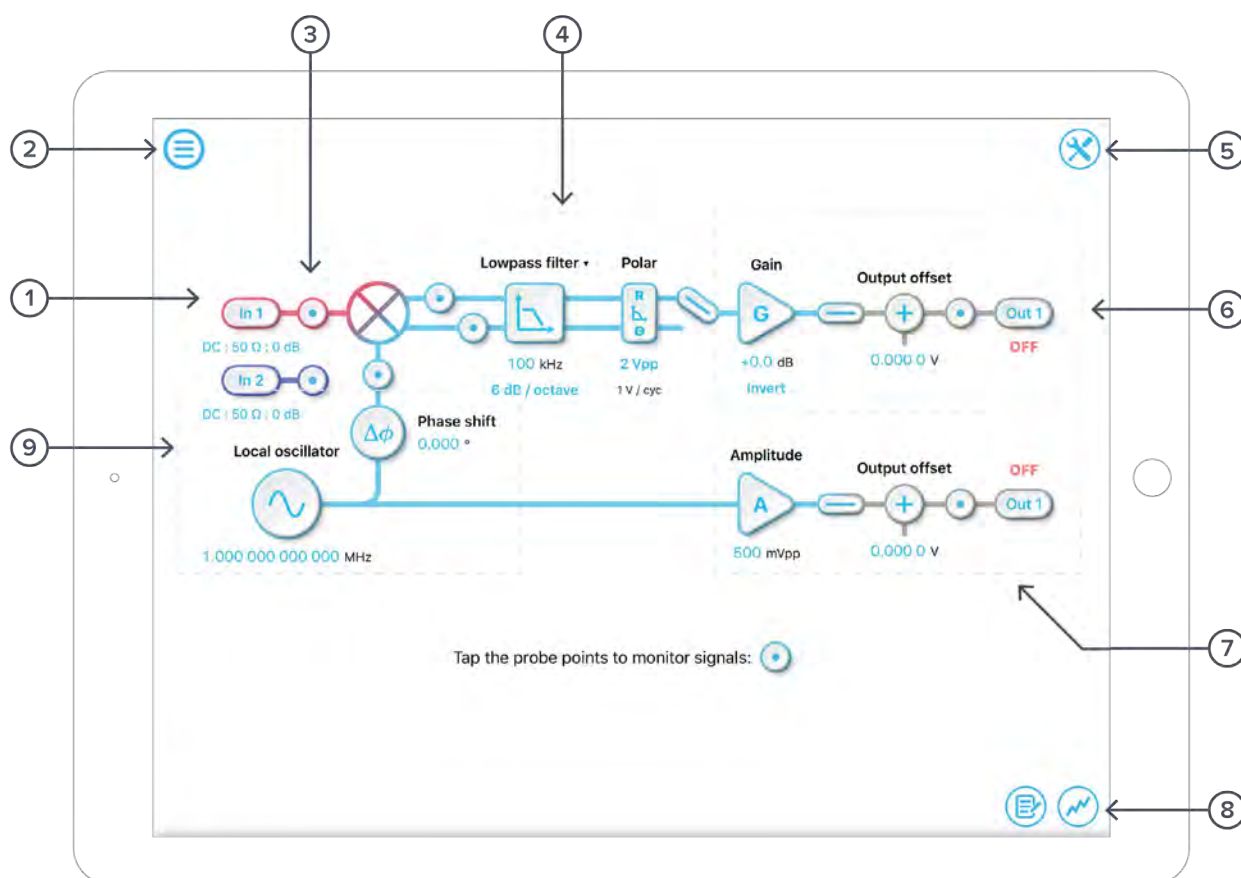 3
4
2
5
Lowpass filter
Polar
Gain
Output offset
1
In 1
R
Θ
G
+
Out 1
6
DC : 50 Ω : 0 dB
OFF
100 kHz
2 Vpp
+0.0 dB
0.000 0 V
In 2
6 dB / octave
1 V / cyc
Invert
DC : 50 Ω : 0 dB
Phase shift
Δϕ
0.000 °
9
Local oscillator
Amplitude
Output offset
OFF
A
+
Out 1
1.000 000 000 000 MHz
500 mVpp
0.000 0 V
7
Tap the probe points to monitor signals:
8